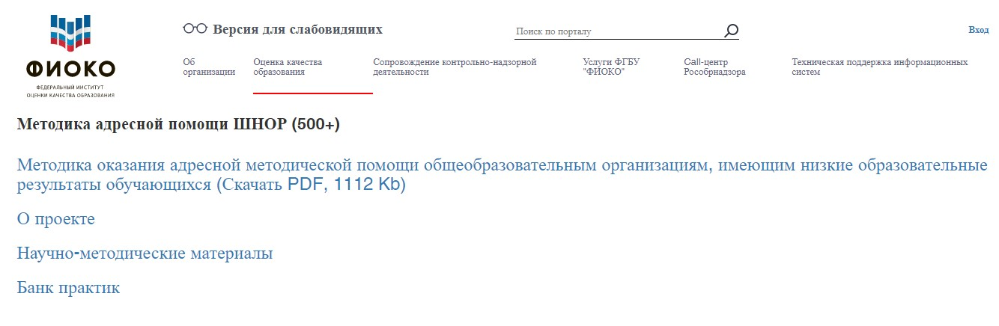 ФИОКО
ФЕДЕРАЛЬНЫЙ ИНСТИТУТ
ОЦЕНКИ КАЧЕСТВА ОБРАЗОВАНИЯ
Версия для слабовидящих
Поиск по порталу
Вход
Об
организации
Оценка качества
образования
Сопровождение контрольно-надзорной
деятельности
Услуги ФГБУ
"ФИОКО"
Call-центр
Рособрнадзора
Техническая поддержка информационных
систем
Методика адресной помощи ШНОР (500+)
Методика оказания адресной методической помощи общеобразовательным организациям, имеющим низкие образовательные
результаты обучающихся (Скачать PDF, 1112 Kb)
О проекте
Научно-методические материалы
Банк практик